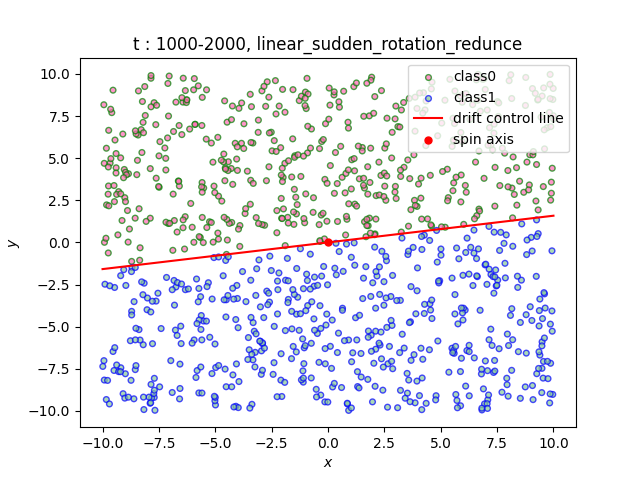 t : 1000-2000, linear_sudden_rotation_redunce
class0
class1
drift control line
spin axis
10.0
7.5
5.0
2.5
0.0
−2.5
−5.0
−7.5
−10.0
y
−10.0 −7.5 −5.0 −2.5 0.0 2.5 5.0 7.5 10.0
x